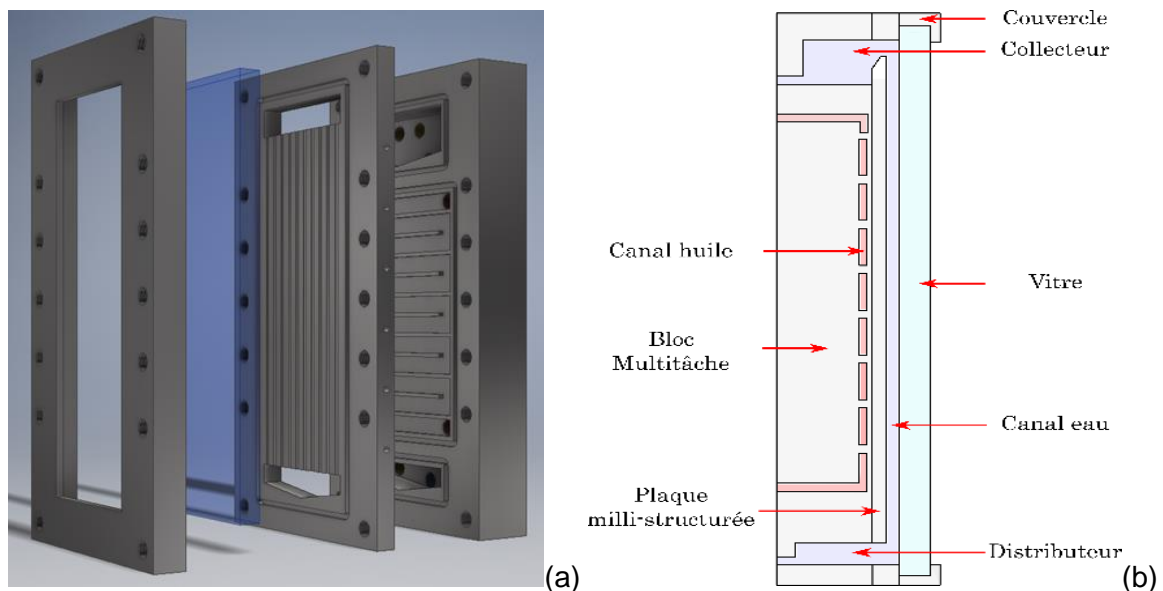 Couvercle
Collecteur
Canal huile
Vitre
Bloc
Multitâche
Canal eau
Plaque
milli-structurée
Distributeur
(a)
(b)